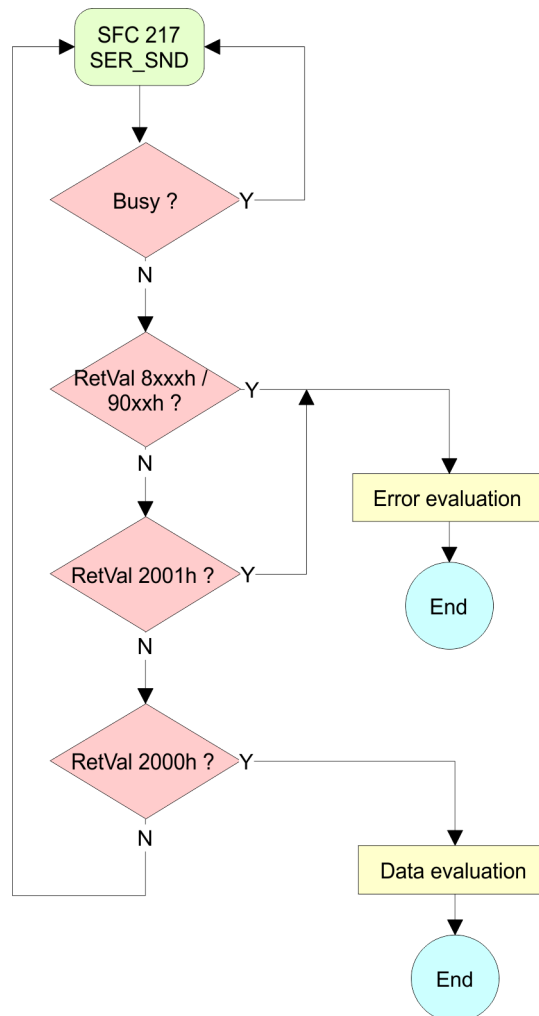 SFC 217
SER_SND
Busy ?
Y
N
RetVal 8xxxh /
90xxh ?
Y
N
Error evaluation
RetVal 2001h ?
Y
End
N
RetVal 2000h ?
Y
N
Data evaluation
End